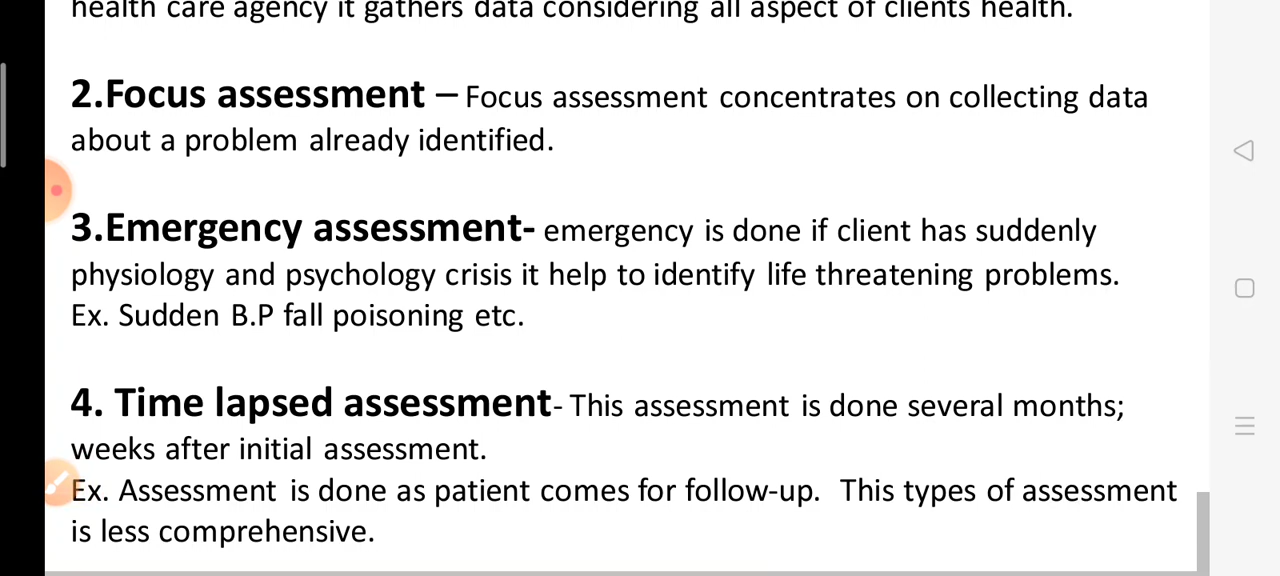 health care agency it gathers data considering all aspect of clients health.
2.Focus assessment – Focus assessment concentrates on collecting data
about a problem already identified.
3.Emergency assessment- emergency is done if client has suddenly
physiology and psychology crisis it help to identify life threatening problems.
Ex. Sudden B.P fall poisoning etc.
4. Time lapsed assessment- This assessment is done several months;
weeks after initial assessment.
Ex. Assessment is done as patient comes for follow-up.  This types of assessment
is less comprehensive.